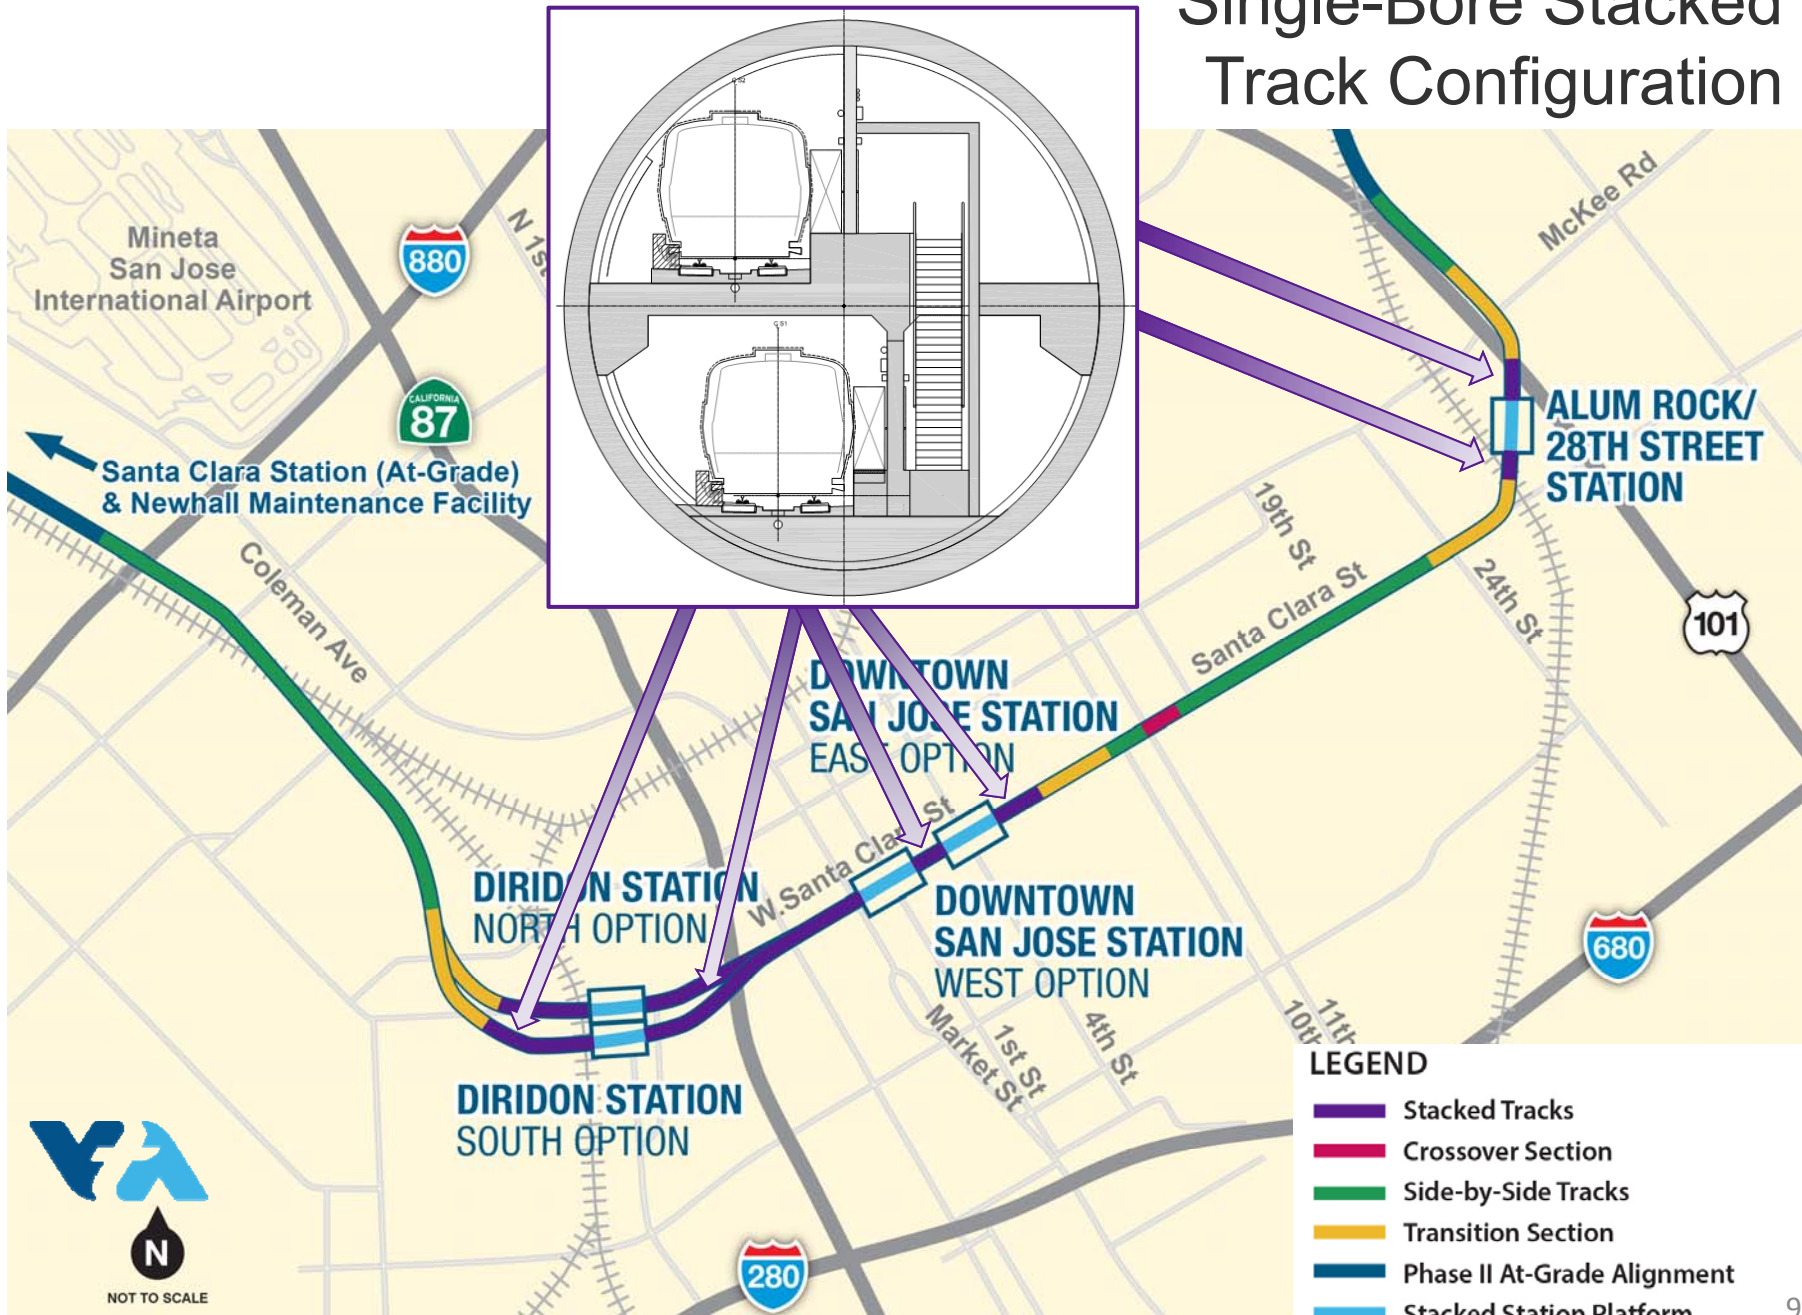 Single-Bore Stacked
Track Configuration
C S2
C S1
Mineta
San Jose
International Airport
880
N 1st
CALIFORNIA
87
McKee Rd
Santa Clara Station (At-Grade)
& Newhall Maintenance Facility
ALUM ROCK/
28TH STREET
STATION
Coleman Ave
19th St
24th St
Santa Clara St
101
DOWNTOWN
SAN JOSE STATION
EAST OPTION
W.Santa Clara St
DIRIDON STATION
NORTH OPTION
DOWNTOWN
SAN JOSE STATION
WEST OPTION
680
Market St
1st St
4th St
10th
11th
DIRIDON STATION
SOUTH OPTION
VTA
N
NOT TO SCALE
280
LEGEND
Stacked Tracks
Crossover Section
Side-by-Side Tracks
Transition Section
Phase II At-Grade Alignment
Stacked Station Platform
9